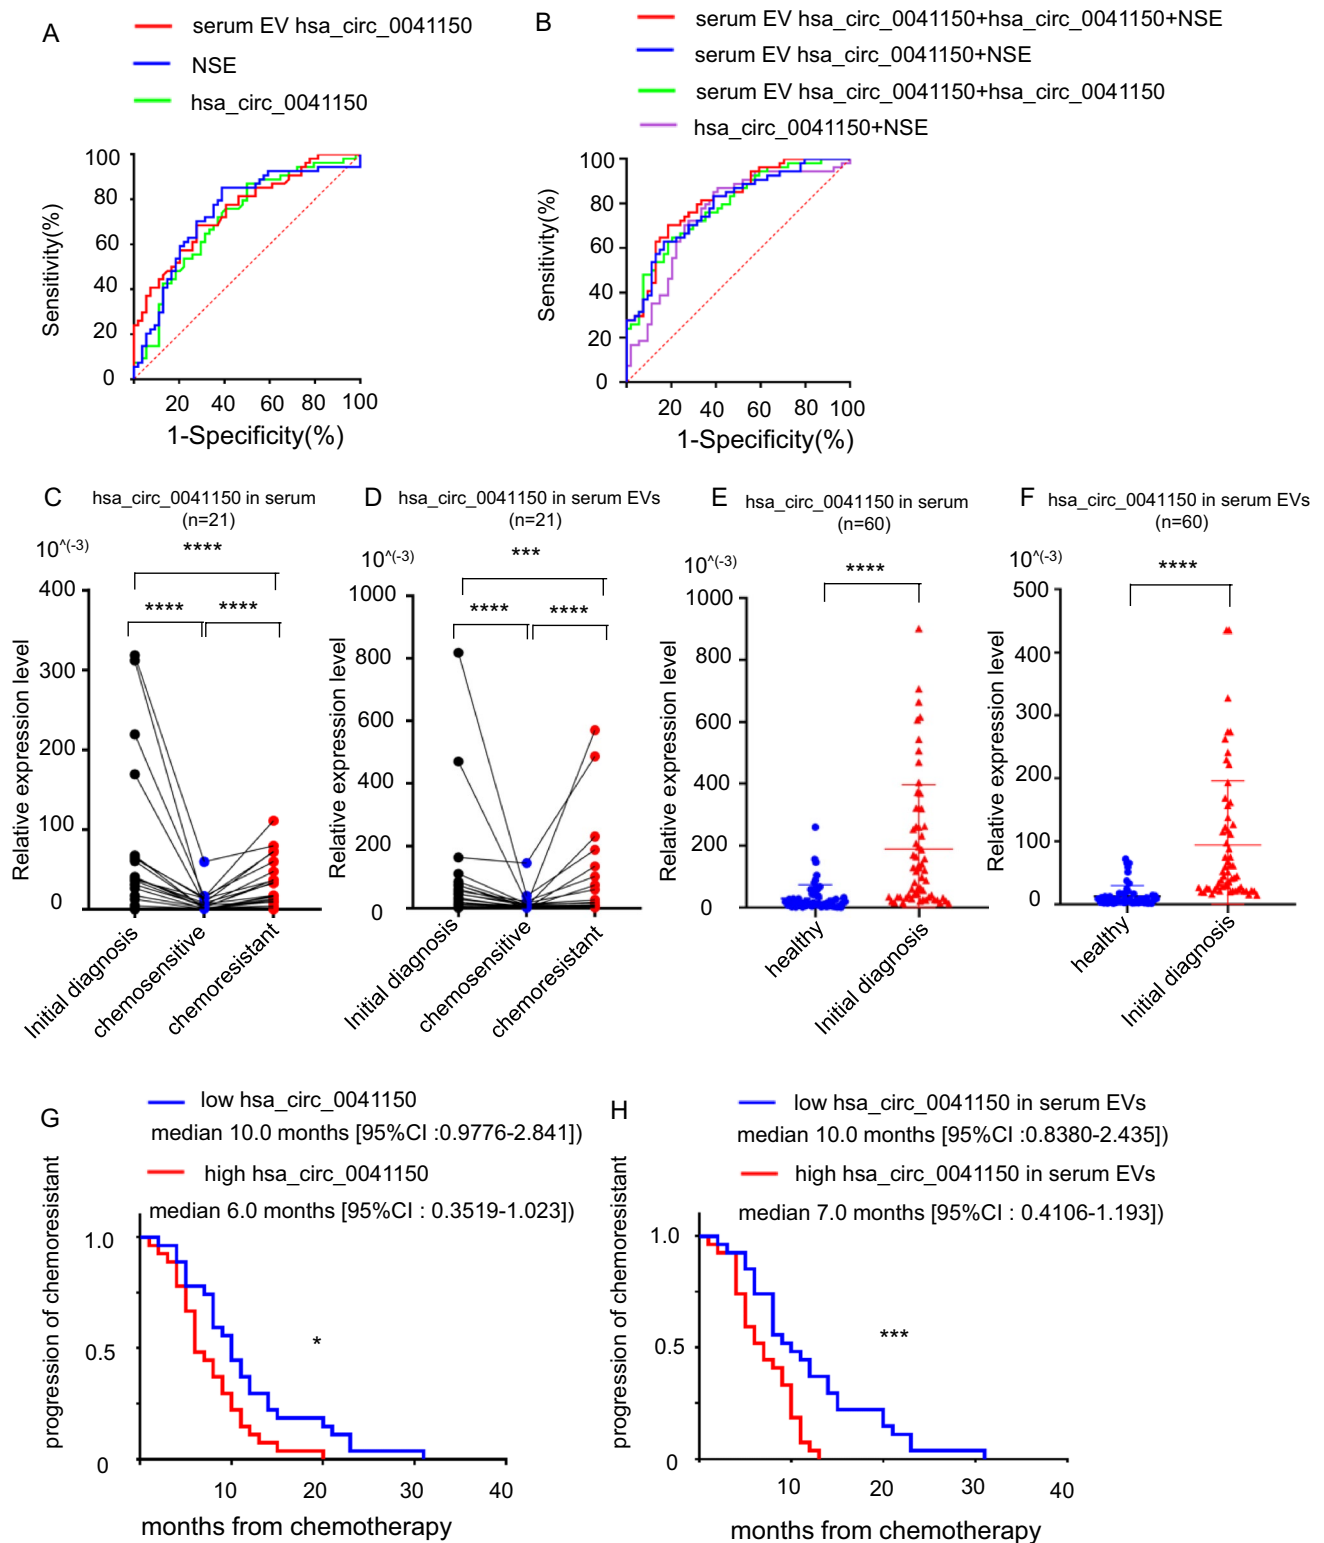 A
serum EV hsa_circ_0041150
NSE
hsa_circ_0041150
100
80
60
40
20
0
Sensitivity(%)
20 40 60 80 100
1-Specificity(%)
B
serum EV hsa_circ_0041150+hsa_circ_0041150+NSE
serum EV hsa_circ_0041150+NSE
serum EV hsa_circ_0041150+hsa_circ_0041150
hsa_circ_0041150+NSE
100
80
60
40
20
0
Sensitivity(%)
20 40 60 80 100
1-Specificity(%)
C
hsa_circ_0041150 in serum
(n=21)
10^(-3)
****
**** ****
400
300
200
100
0
Relative expression level
Initial diagnosis
chemosensitive
chemoresistant
D
hsa_circ_0041150 in serum EVs
(n=21)
10^(-3)
***
**** ****
1000
800
600
400
200
0
Relative expression level
Initial diagnosis
chemosensitive
chemoresistant
E
hsa_circ_0041150 in serum
(n=60)
10^(-3)
****
1000
800
600
400
200
0
Relative expression level
healthy
Initial diagnosis
F
hsa_circ_0041150 in serum EVs
(n=60)
10^(-3)
****
500
400
300
200
100
0
Relative expression level
healthy
Initial diagnosis
G
low hsa_circ_0041150
median 10.0 months [95%CI :0.9776-2.841])
high hsa_circ_0041150
median 6.0 months [95%CI : 0.3519-1.023])
1.0
0.5
0
progression of chemoresistant
*
10 20 30 40
months from chemotherapy
H
low hsa_circ_0041150 in serum EVs
median 10.0 months [95%CI :0.8380-2.435])
high hsa_circ_0041150 in serum EVs
median 7.0 months [95%CI : 0.4106-1.193])
1.0
0.5
0
progression of chemoresistant
***
10 20 30 40
months from chemotherapy